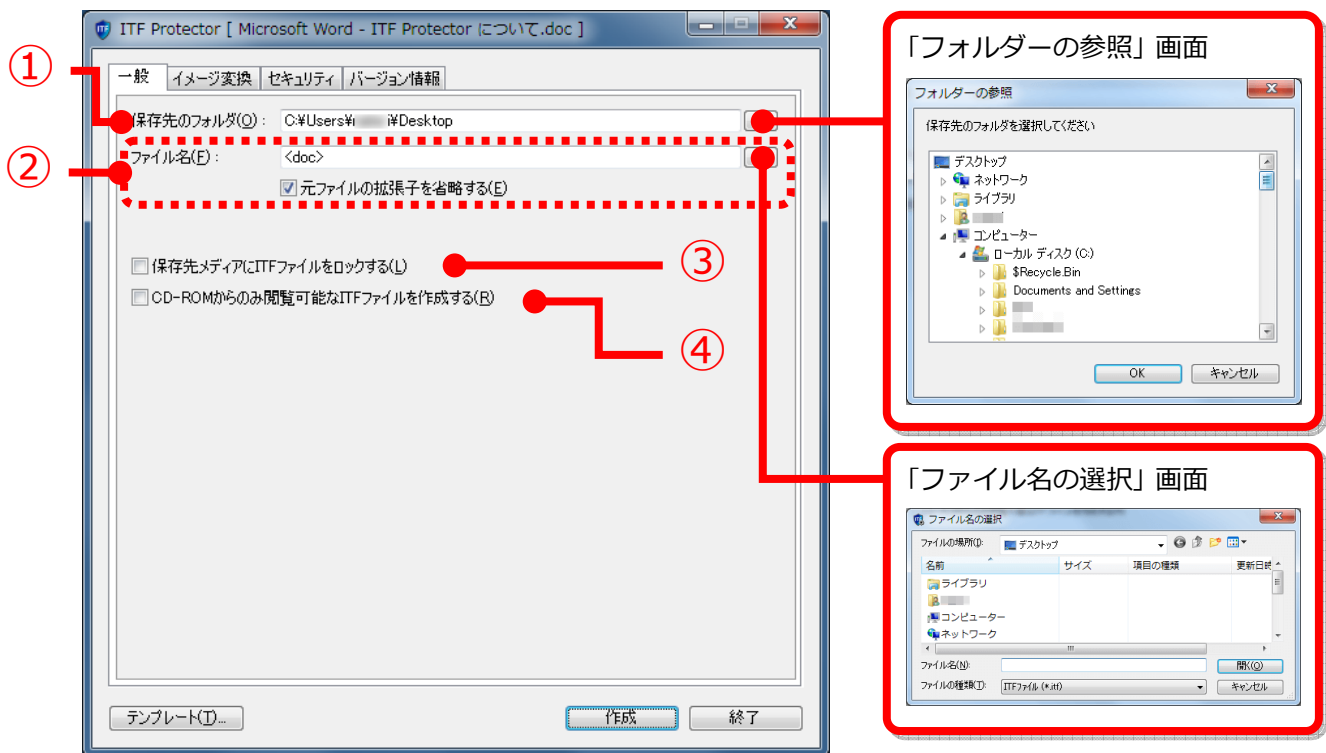 ITF Protector [ Microsoft Word - ITF Protector について.doc ]
①
一般 イメージ変換 セキュリティ バージョン情報
保存先のフォルダ(O): C:¥Users¥ i¥Desktop
②
ファイル名(F): <doc>
元ファイルの拡張子を省略する(E)
保存先メディアにITFファイルをロックする(L)
③
CD-ROMからのみ閲覧可能なITFファイルを作成する(R)
④
テンプレート(T)... 作成 終了
「フォルダーの参照」画面
フォルダーの参照
保存先のフォルダを選択してください
デスクトップ
ネットワーク
ライブラリ
コンピューター
ローカル ディスク (C:)
$Recycle.Bin
Documents and Settings
OK キャンセル
「ファイル名の選択」画面
ファイル名の選択
ファイルの場所(I): デスクトップ
名前 サイズ 項目の種類 更新日時
ライブラリ
コンピューター
ネットワーク
ファイル名(N): 開く(O)
ファイルの種類(T): ITFファイル (*.itf) キャンセル